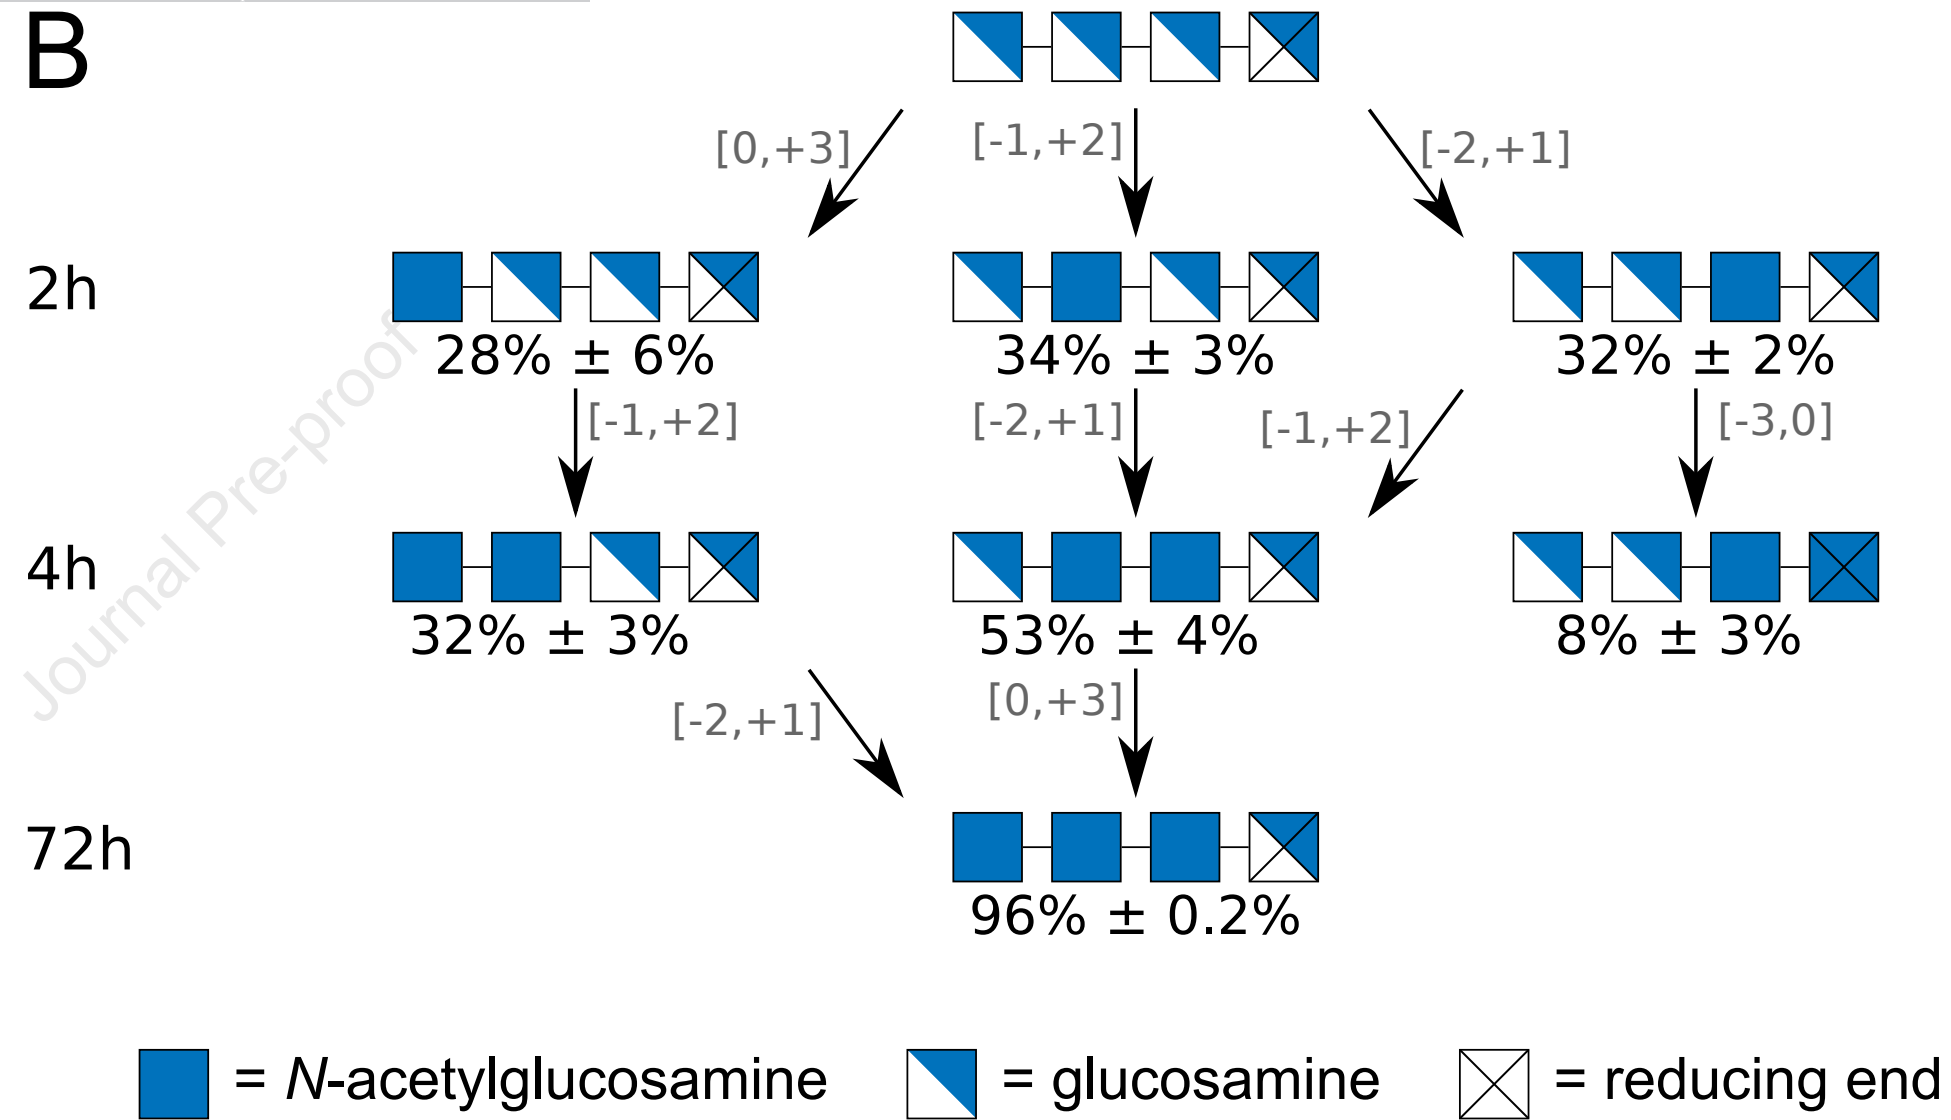 B
[0,+3]
[-1,+2]
[-2,+1]
2h
28% ± 6%
34% ± 3%
32% ± 2%
[-1,+2]
[-2,+1]
[-1,+2]
[-3,0]
Journal Pre-proof
4h
32% ± 3%
53% ± 4%
8% ± 3%
[-2,+1]
[0,+3]
72h
96% ± 0.2%
= N-acetylglucosamine
= glucosamine
= reducing end